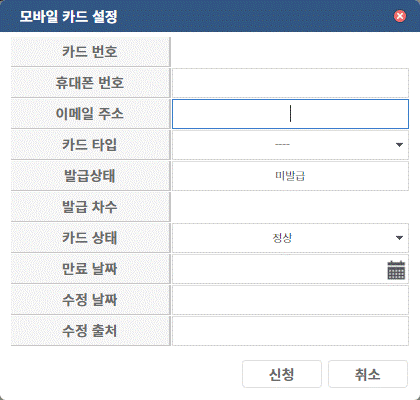 모바일 카드 설정
카드 번호
휴대폰 번호
이메일 주소
카드 타입 ----
발급상태 미발급
발급 차수
카드 상태 정상
만료 날짜
수정 날짜
수정 출처
신청 취소